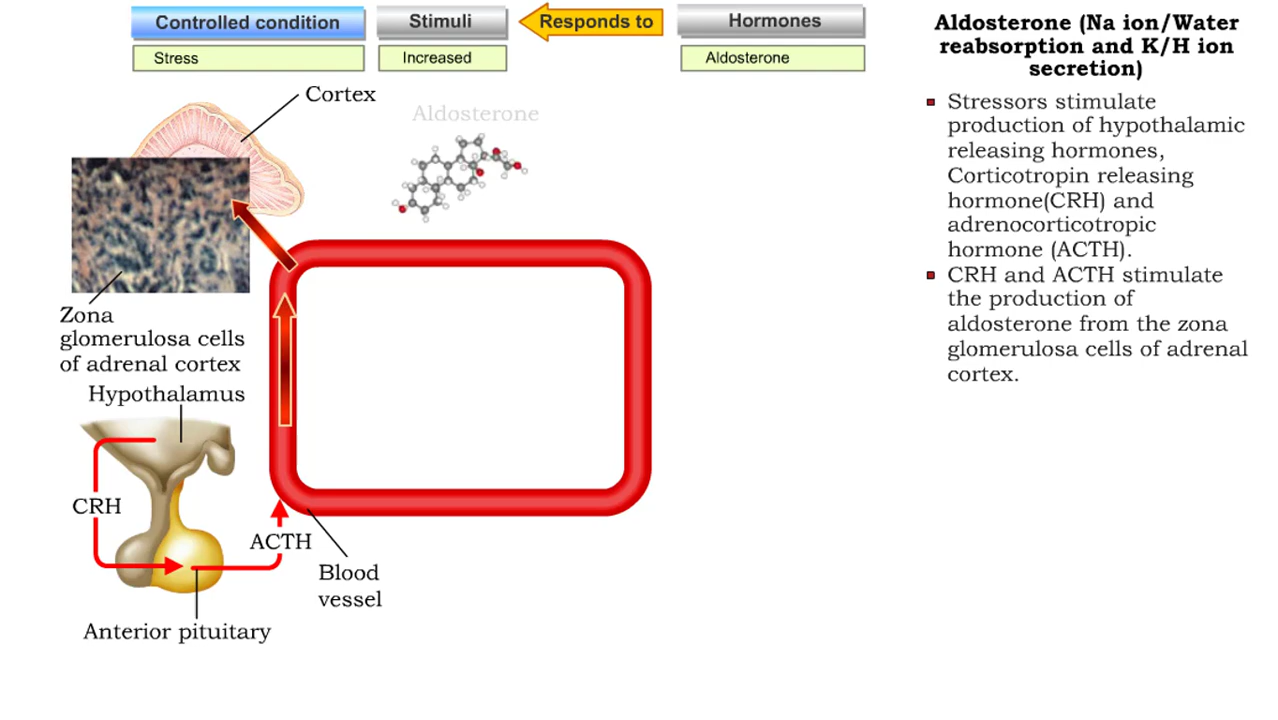 Controlled condition
Stimuli
Responds to
Hormones
Stress
Increased
Aldosterone
Cortex
Aldosterone
Zona
glomerulosa cells
of adrenal cortex
Hypothalamus
CRH
ACTH
Blood
vessel
Anterior pituitary
Aldosterone (Na ion/Water
reabsorption and K/H ion
secretion)
Stressors stimulate
production of hypothalamic
releasing hormones,
Corticotropin releasing
hormone(CRH) and
adrenocorticotropic
hormone (ACTH).
CRH and ACTH stimulate
the production of
aldosterone from the zona
glomerulosa cells of adrenal
cortex.